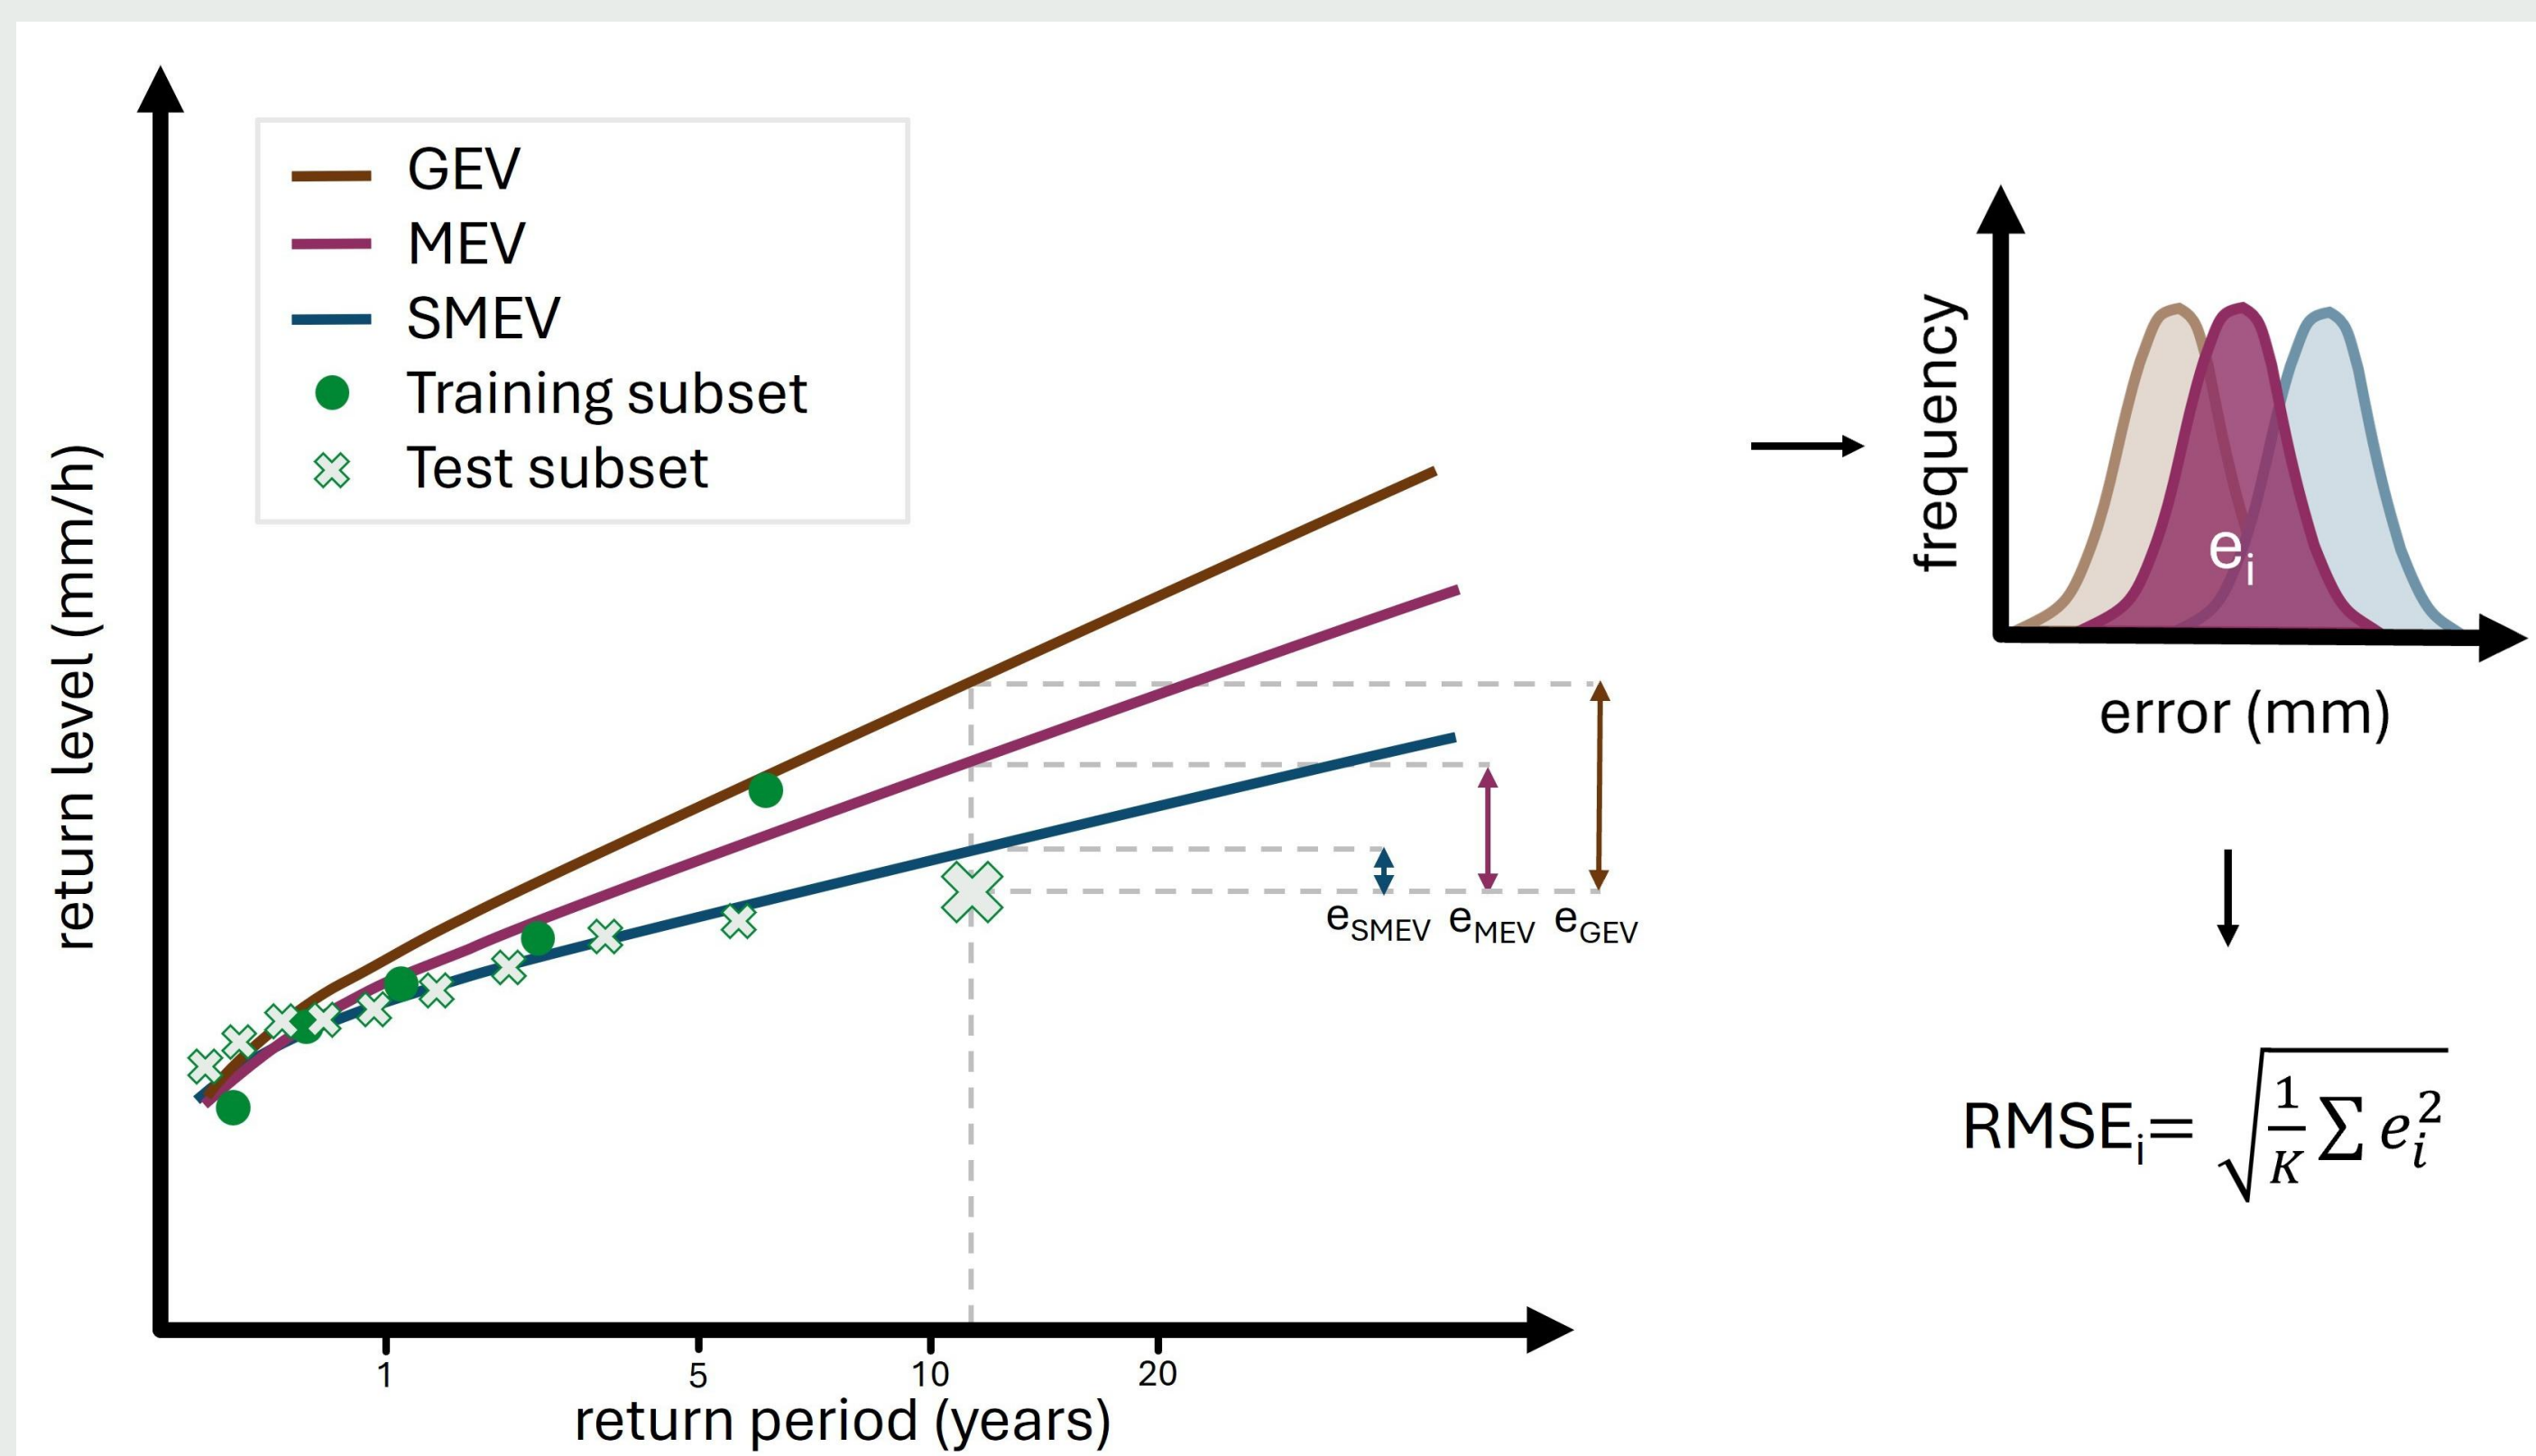 GEV
MEV
SMEV
Training subset
Test subset
return level (mm/h)
e_SMEV e_MEV e_GEV
1 5 10 20
return period (years)
frequency
e_i
error (mm)
RMSE_i= √(1/K ∑ e_i^2)